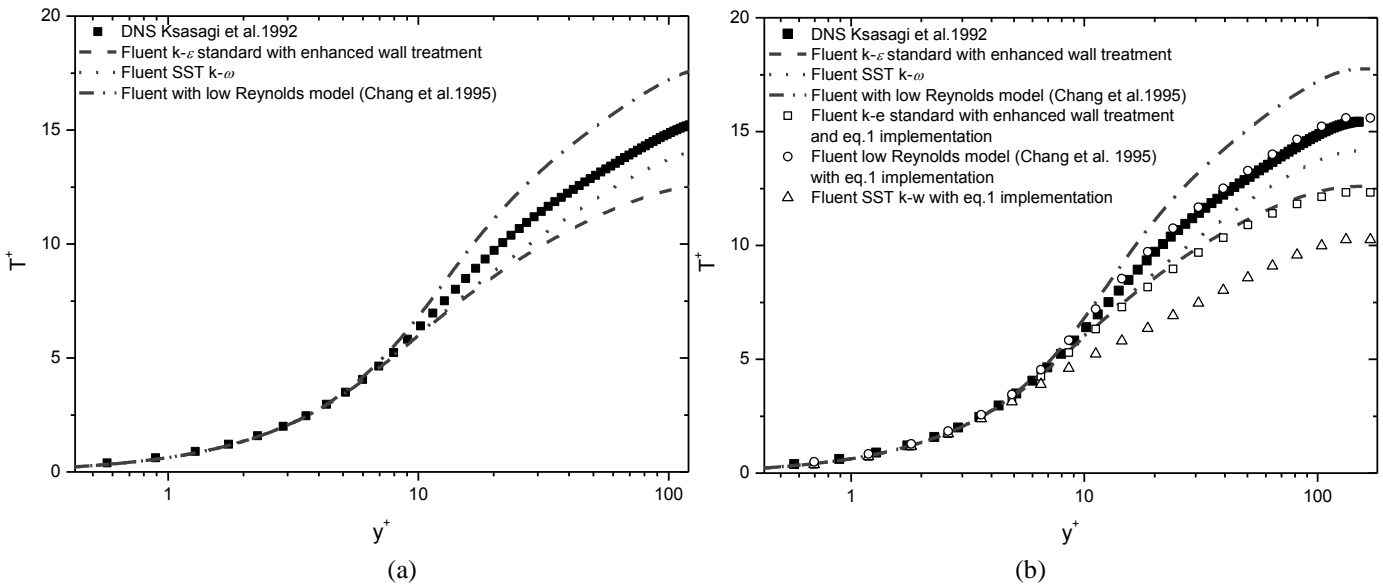 20
15
10
5
0
T+
DNS Ksasagi et al.1992
Fluent k-ε standard with enhanced wall treatment
Fluent SST k-ω
Fluent with low Reynolds model (Chang et al.1995)
1
10
100
y+
(a)
20
15
10
5
0
T+
DNS Ksasagi et al.1992
Fluent k-ε standard with enhanced wall treatment
Fluent SST k-ω
Fluent with low Reynolds model (Chang et al.1995)
Fluent k-e standard with enhanced wall treatment
and eq.1 implementation
Fluent low Reynolds model (Chang et al. 1995)
with eq.1 implementation
Fluent SST k-w with eq.1 implementation
1
10
100
y+
(b)